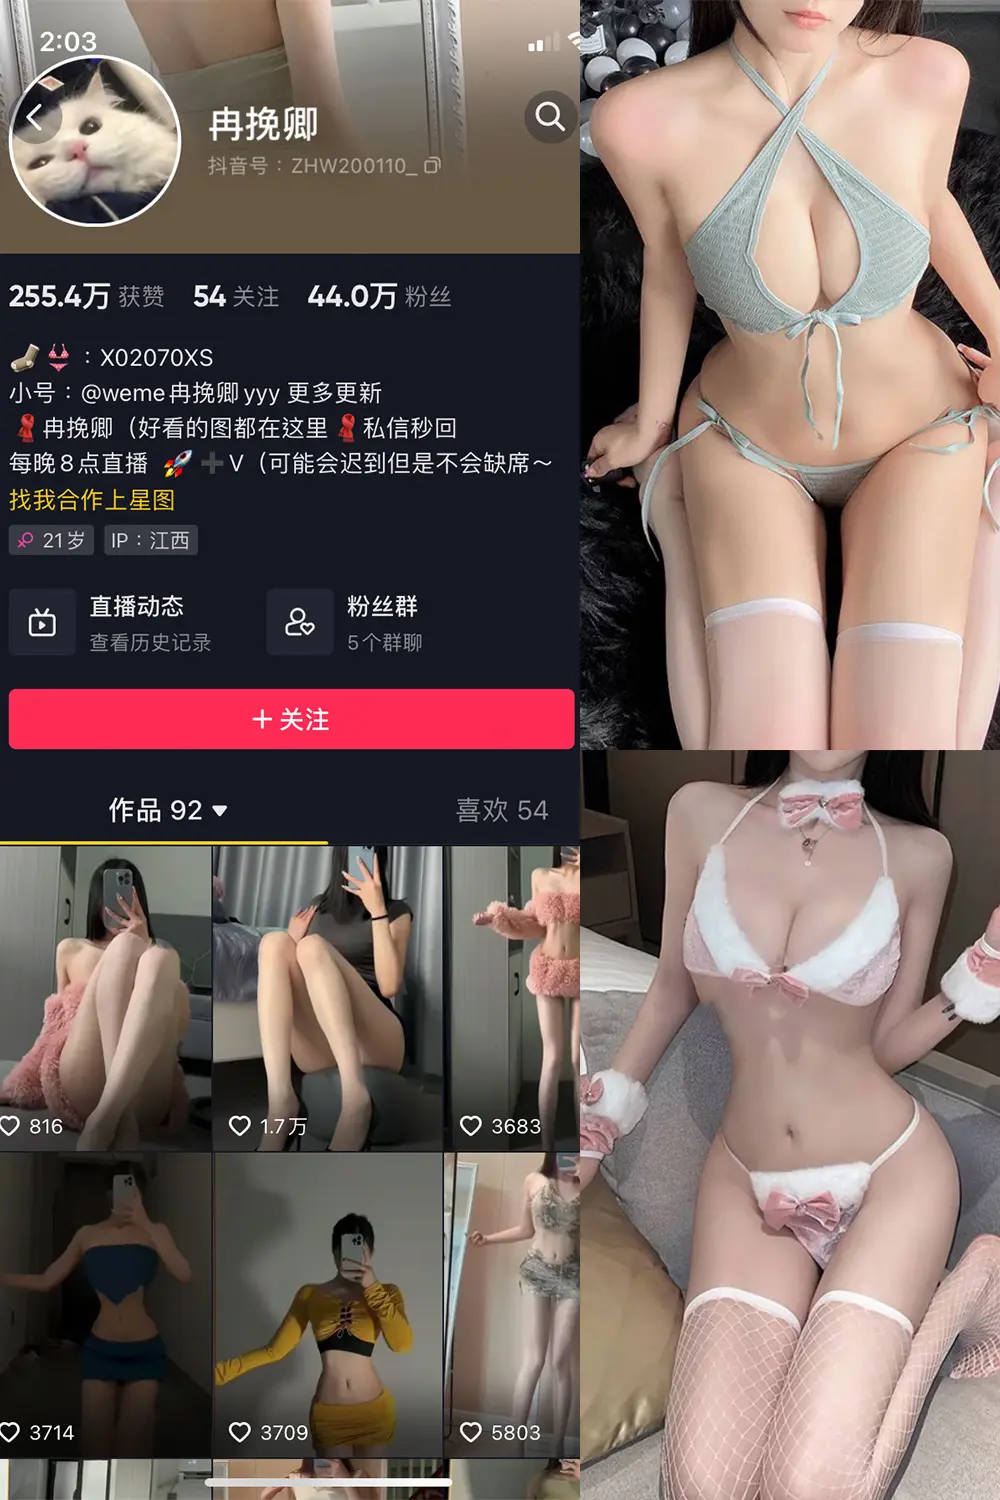 2:03
冉挽卿
抖音号：ZHW200110_
255.4万 获赞 54 关注 44.0万 粉丝
：X02070XS
小号：@weme冉挽卿yyy 更多更新
冉挽卿（好看的图都在这里 私信秒回
每晚8点直播 V（可能会迟到但是不会缺席～
找我合作上星图
21岁 IP：江西
直播动态 粉丝群
查看历史记录 5个群聊
+ 关注
作品 92 喜欢 54
816 1.7万 3683
3714 3709 5803